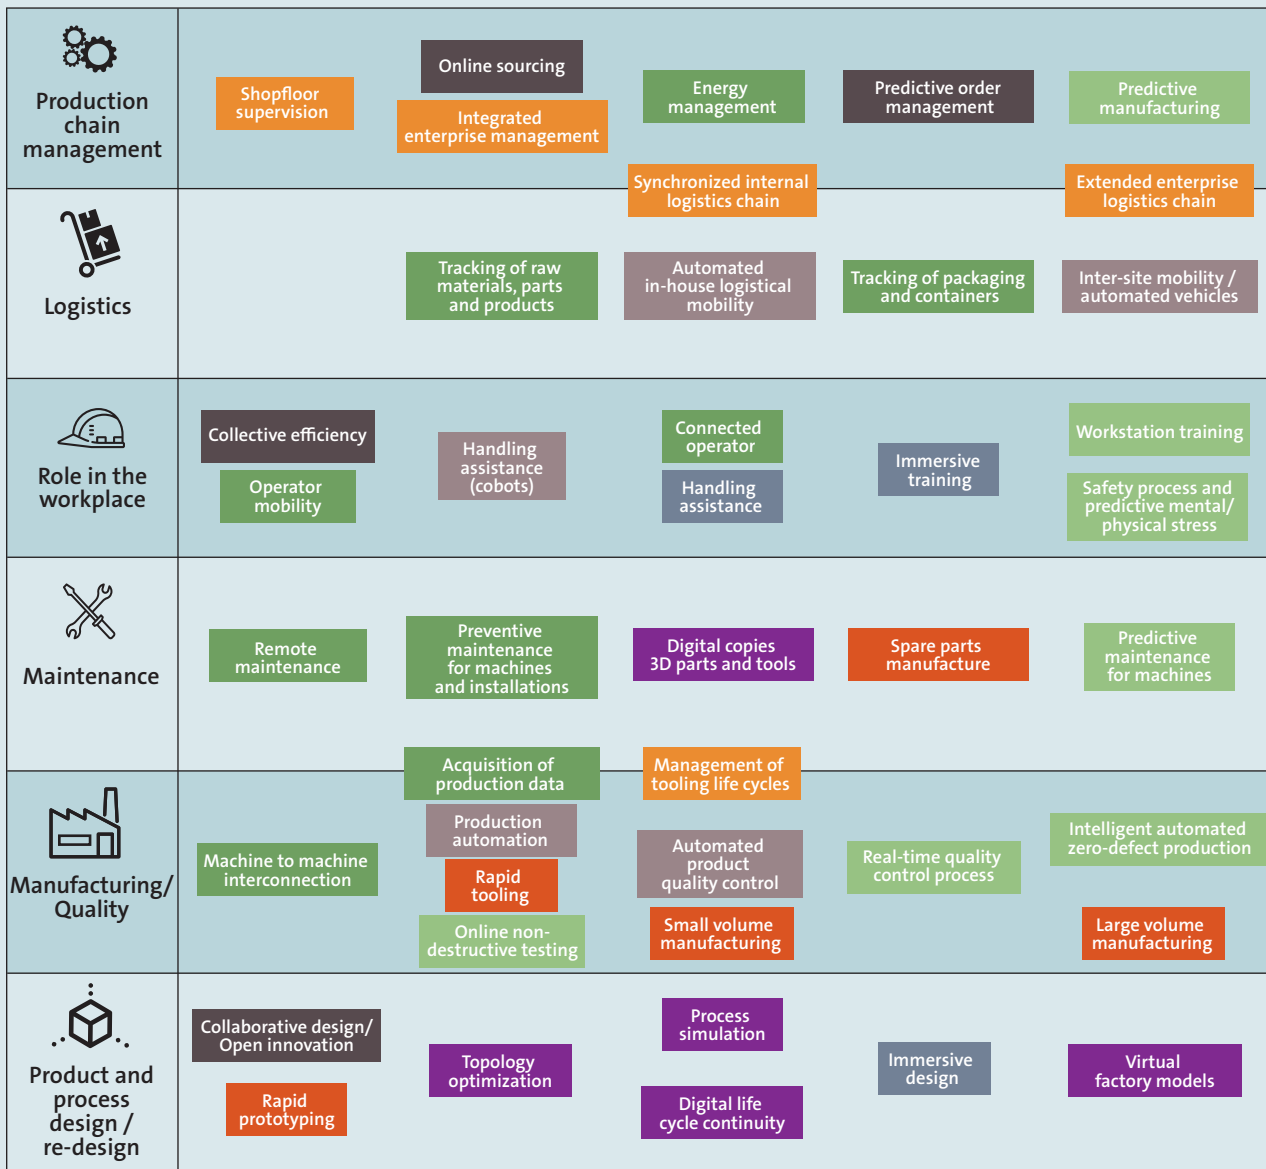 Production
chain
management
Shopfloor
supervision
Online sourcing
Integrated
enterprise management
Energy
management
Predictive order
management
Predictive
manufacturing
Synchronized internal
logistics chain
Extended enterprise
logistics chain
Logistics
Tracking of raw
materials, parts
and products
Automated
in-house logistical
mobility
Tracking of packaging
and containers
Inter-site mobility /
automated vehicles
Role in the
workplace
Collective efficiency
Operator
mobility
Handling
assistance
(cobots)
Connected
operator
Handling
assistance
Immersive
training
Workstation training
Safety process and
predictive mental/
physical stress
Maintenance
Remote
maintenance
Preventive
maintenance
for machines
and installations
Digital copies
3D parts and tools
Spare parts
manufacture
Predictive
maintenance
for machines
Acquisition of
production data
Management of
tooling life cycles
Manufacturing/
Quality
Machine to machine
interconnection
Production
automation
Rapid
tooling
Online non-
destructive testing
Automated
product
quality control
Small volume
manufacturing
Real-time quality
control process
Intelligent automated
zero-defect production
Large volume
manufacturing
Product and
process
design /
re-design
Collaborative design/
Open innovation
Rapid
prototyping
Topology
optimization
Process
simulation
Digital life
cycle continuity
Immersive
design
Virtual
factory models